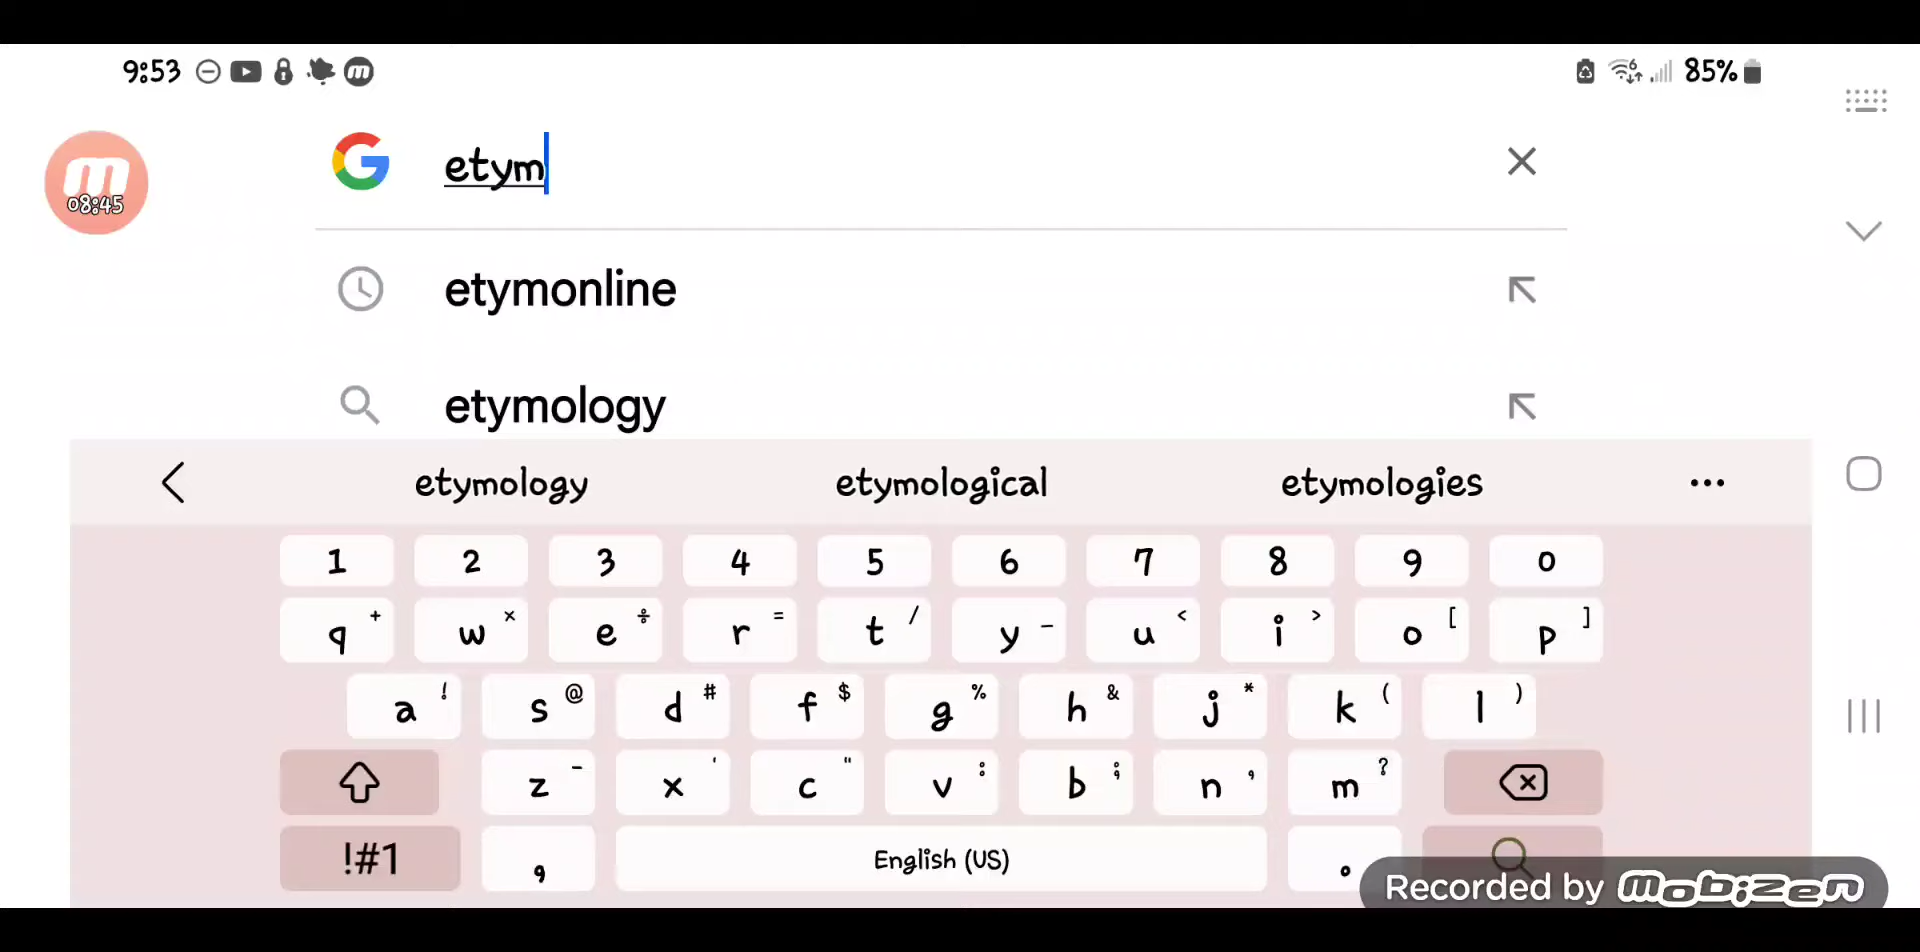 9:53 85%
m
08:45
etym
etymonline
etymology
etymology etymological etymologies ...
1 2 3 4 5 6 7 8 9 0
q + w × e ÷ r = t / y - u < i > o [ p ]
a ! s @ d # f $ g % h & j * k ( l )
z - x ' c " v : b ; n , m ?
!#1 , English (US) .
Recorded by mobizen